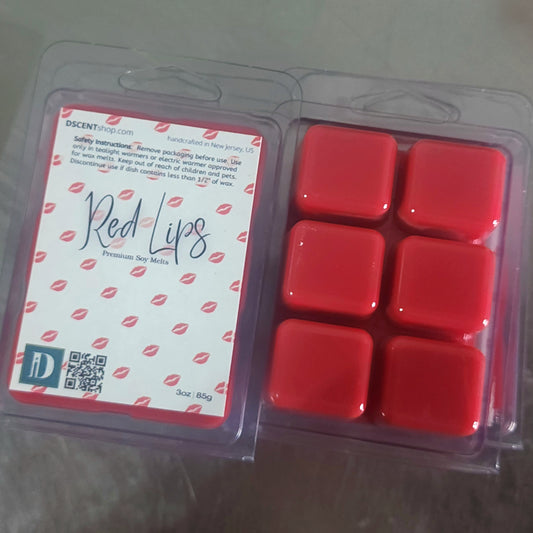 DSCENTshop.com
handcrafted in New Jersey, US
Safety Instructions: Remove packaging before use. Use
only in tealight warmers or electric warmer approved
for wax melts. Keep out of reach of children and pets.
Discontinue use if dish contains less than 1/2" of wax.
Red Lips
Premium Soy Melts
D
3oz | 85g